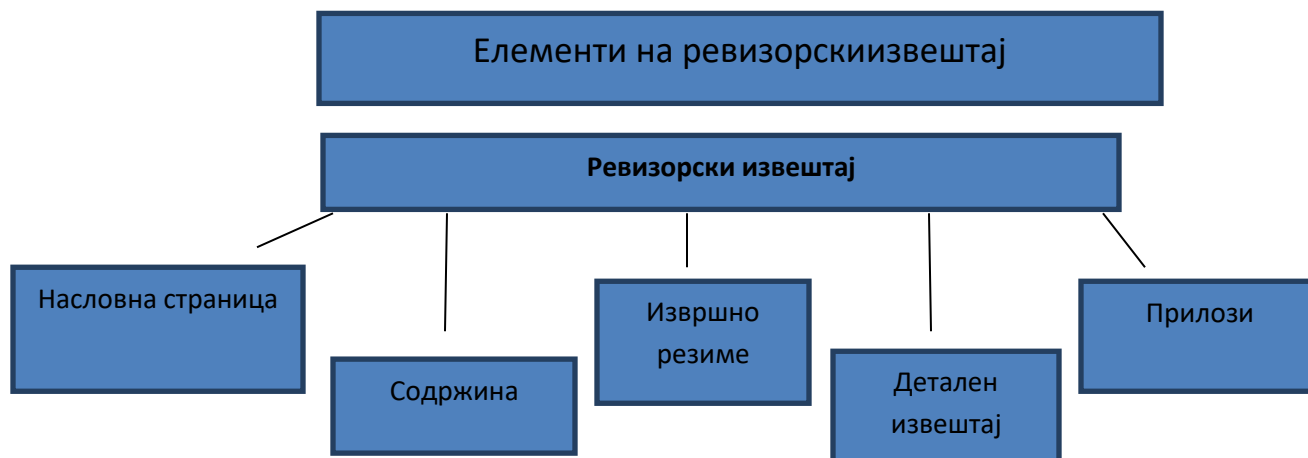 Елементи на ревизорскиизвештај
Ревизорски извештај
Насловна страница
Содржина
Извршно
резиме
Детален
извештај
Прилози